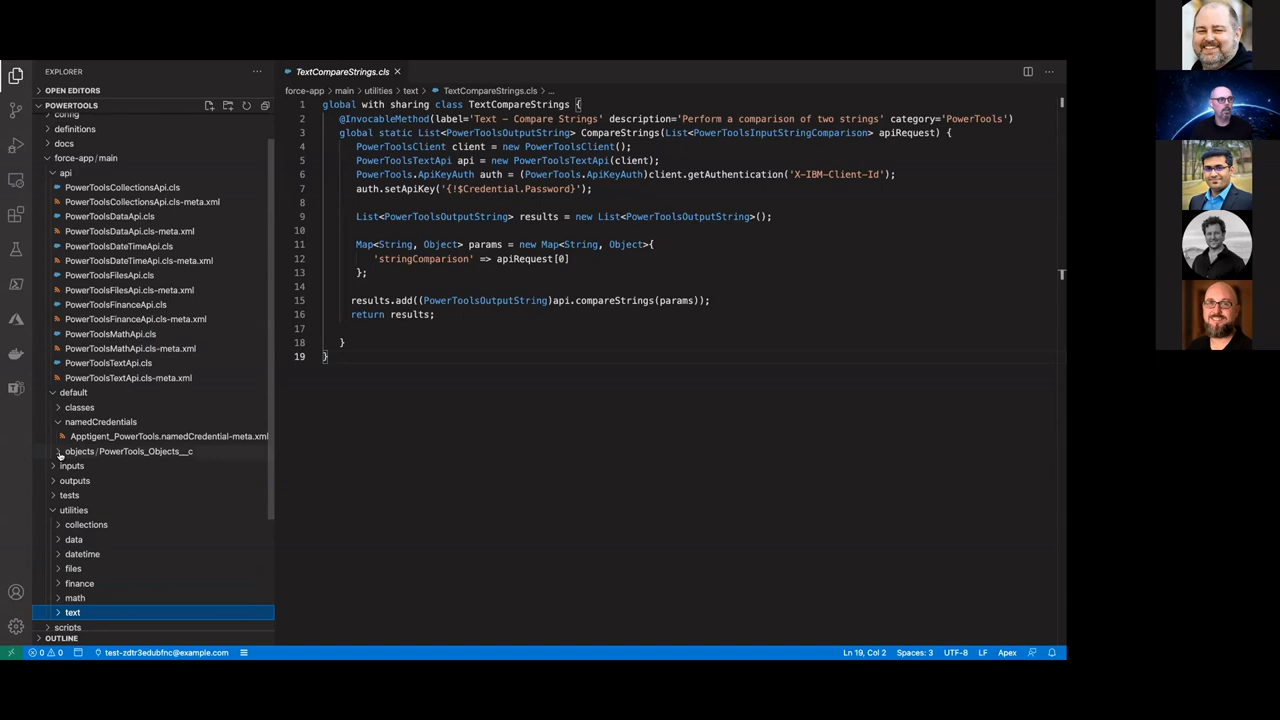 EXPLORER
OPEN EDITORS
POWERTOOLS
config
definitions
docs
force-app / main
api
PowerToolsCollectionsApi.cls
PowerToolsCollectionsApi.cls-meta.xml
PowerToolsDataApi.cls
PowerToolsDataApi.cls-meta.xml
PowerToolsDateTimeApi.cls
PowerToolsDateTimeApi.cls-meta.xml
PowerToolsFilesApi.cls
PowerToolsFilesApi.cls-meta.xml
PowerToolsFinanceApi.cls
PowerToolsFinanceApi.cls-meta.xml
PowerToolsMathApi.cls
PowerToolsMathApi.cls-meta.xml
PowerToolsTextApi.cls
PowerToolsTextApi.cls-meta.xml
default
classes
namedCredentials
Apptigent_PowerTools.namedCredential-meta.xml
objects / PowerTools_Objects__c
inputs
outputs
tests
utilities
collections
data
datetime
files
finance
math
text
scripts
OUTLINE
TextCompareStrings.cls
force-app > main > utilities > text > TextCompareStrings.cls > ...
1 global with sharing class TextCompareStrings {
2 @InvocableMethod(label='Text - Compare Strings' description='Perform a comparison of two strings' category='PowerTools')
3 global static List<PowerToolsOutputString> CompareStrings(List<PowerToolsInputStringComparison> apiRequest) {
4 PowerToolsClient client = new PowerToolsClient();
5 PowerToolsTextApi api = new PowerToolsTextApi(client);
6 PowerTools.ApiKeyAuth auth = (PowerTools.ApiKeyAuth)client.getAuthentication('X-IBM-Client-Id');
7 auth.setApiKey('{!$Credential.Password}');
8
9 List<PowerToolsOutputString> results = new List<PowerToolsOutputString>();
10
11 Map<String, Object> params = new Map<String, Object>{
12 'stringComparison' => apiRequest[0]
13 };
14
15 results.add((PowerToolsOutputString)api.compareStrings(params));
16 return results;
17
18 }
19 }
0 0 test-zdtr3edubfnc@example.com Ln 19, Col 2 Spaces: 3 UTF-8 LF Apex